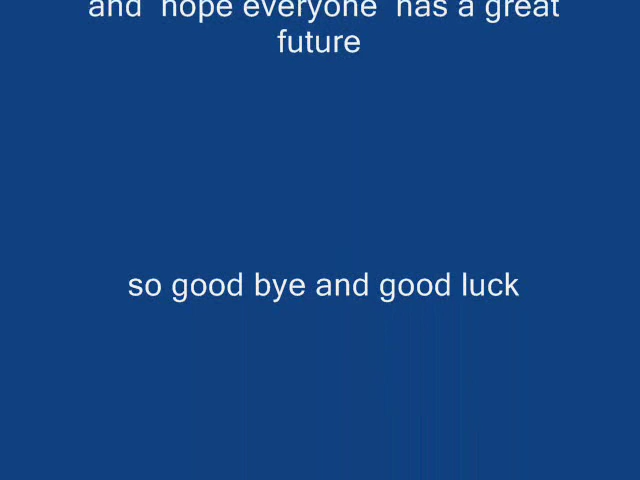 and hope everyone has a great
future
so good bye and good luck